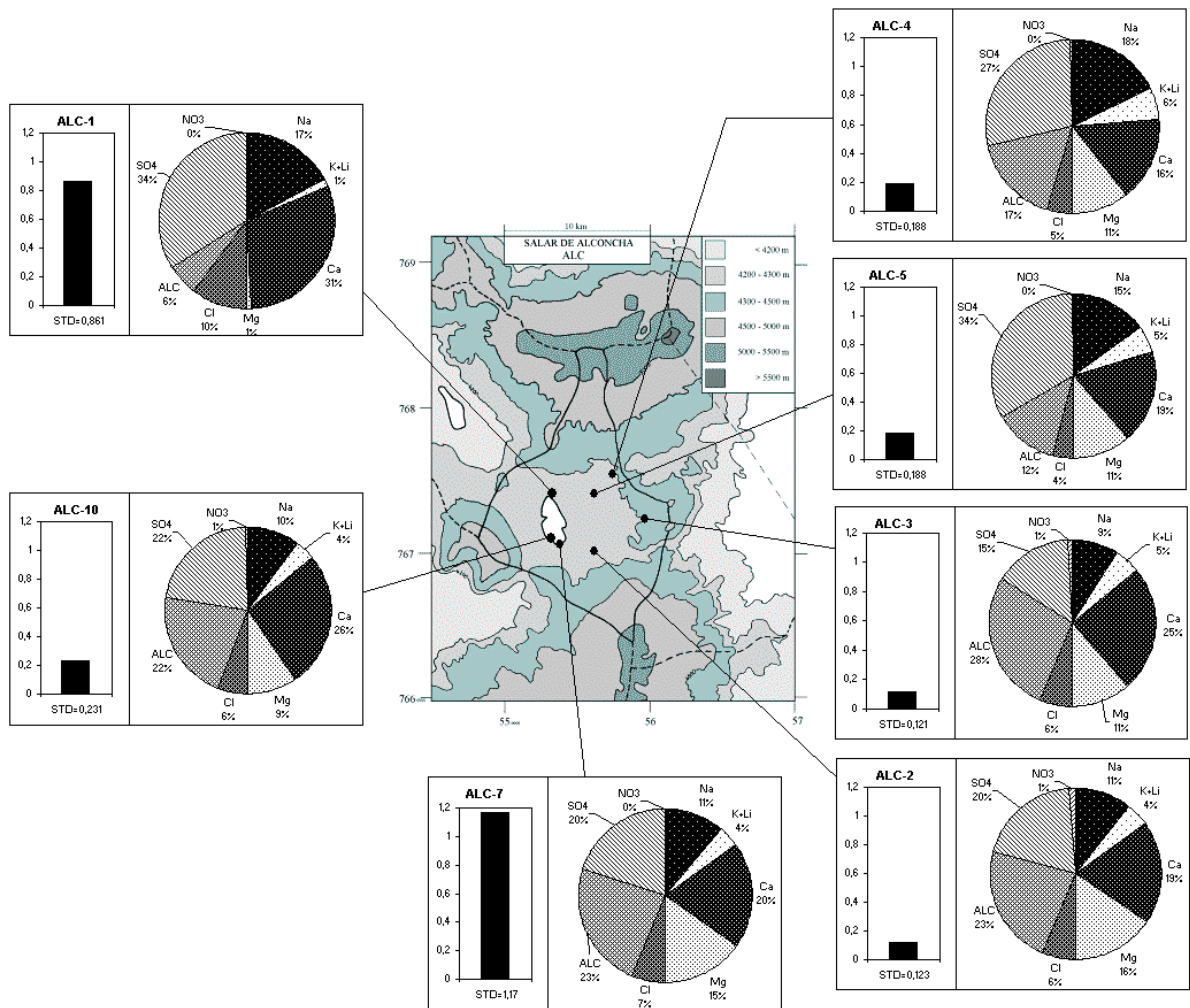 ALC-4
1,2
1
0,8
0,6
0,4
0,2
0
STD=0,188
NO3
0%
Na
18%
K+Li
6%
Ca
16%
Mg
11%
Cl
5%
ALC
17%
SO4
27%
ALC-1
1,2
1
0,8
0,6
0,4
0,2
0
STD=0,861
NO3
0%
Na
17%
K+Li
1%
Ca
31%
Mg
1%
Cl
10%
ALC
6%
SO4
34%
10 km
SALAR DE ALCONCHA
ALC
< 4200 m
4200 - 4300 m
4300 - 4500 m
4500 - 5000 m
5000 - 5500 m
> 5500 m
769
768
767
766
55
56
57
ALC-5
1,2
1
0,8
0,6
0,4
0,2
0
STD=0,188
NO3
0%
Na
15%
K+Li
5%
Ca
19%
Mg
11%
Cl
4%
ALC
12%
SO4
34%
ALC-10
1,2
1
0,8
0,6
0,4
0,2
0
STD=0,231
NO3
1%
Na
10%
K+Li
4%
Ca
26%
Mg
9%
Cl
6%
ALC
22%
SO4
22%
ALC-3
1,2
1
0,8
0,6
0,4
0,2
0
STD=0,121
NO3
1%
Na
9%
K+Li
5%
Ca
25%
Mg
11%
Cl
6%
ALC
28%
SO4
15%
ALC-7
1,2
1
0,8
0,6
0,4
0,2
0
STD=1,17
NO3
0%
Na
11%
K+Li
4%
Ca
20%
Mg
15%
Cl
7%
ALC
23%
SO4
20%
ALC-2
1,2
1
0,8
0,6
0,4
0,2
0
STD=0,123
NO3
1%
Na
11%
K+Li
4%
Ca
19%
Mg
16%
Cl
6%
ALC
23%
SO4
20%